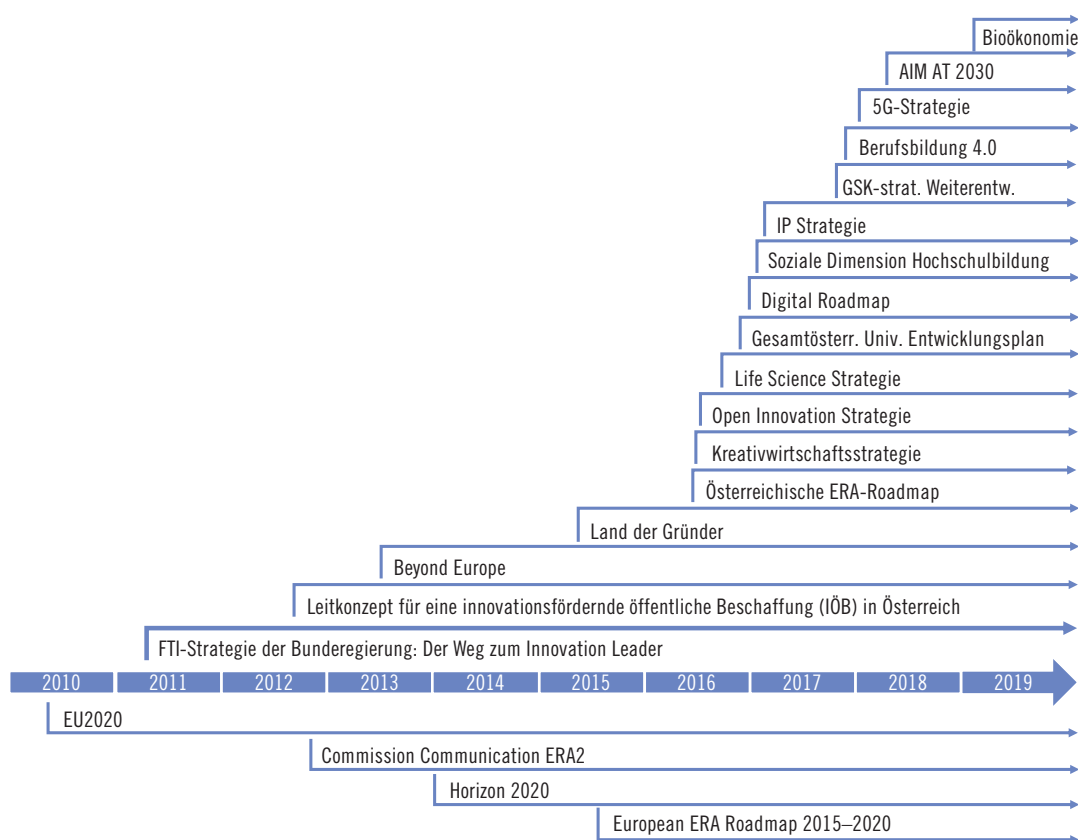 Bioökonomie
AIM AT 2030
5G-Strategie
Berufsbildung 4.0
GSK-strat. Weiterentw.
IP Strategie
Soziale Dimension Hochschulbildung
Digital Roadmap
Gesamtösterr. Univ. Entwicklungsplan
Life Science Strategie
Open Innovation Strategie
Kreativwirtschaftsstrategie
Österreichische ERA-Roadmap
Land der Gründer
Beyond Europe
Leitkonzept für eine innovationsfördernde öffentliche Beschaffung (IÖB) in Österreich
FTI-Strategie der Bunderegierung: Der Weg zum Innovation Leader
2010 2011 2012 2013 2014 2015 2016 2017 2018 2019
EU2020
Commission Communication ERA2
Horizon 2020
European ERA Roadmap 2015–2020